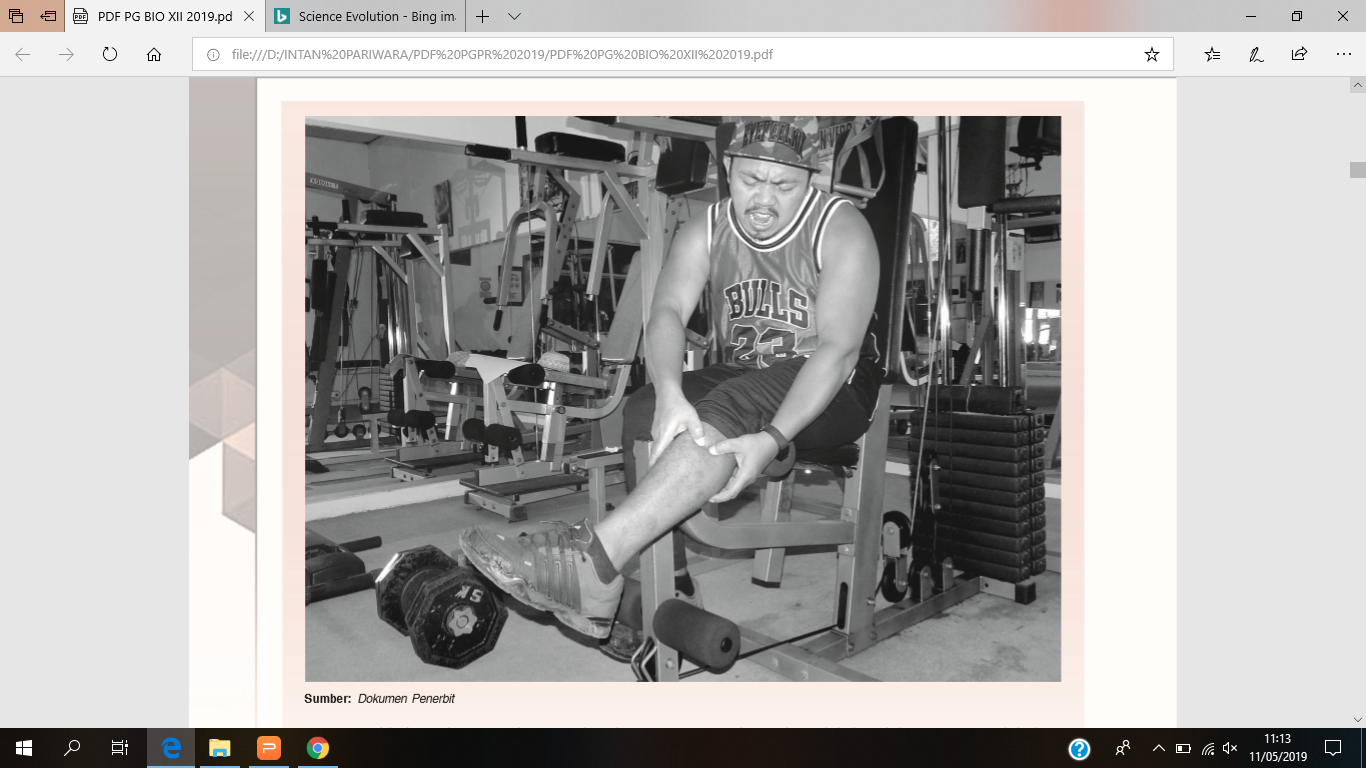 PDF PG BIO XII 2019.pd
Science Evolution - Bing im
file:///D:/INTAN%20PARIWARA/PDF%20PGPR%202019/PDF%20PG%20BIO%20XII%202019.pdf
BULLS
23
5K
Sumber: Dokumen Penerbit
11:13
11/05/2019